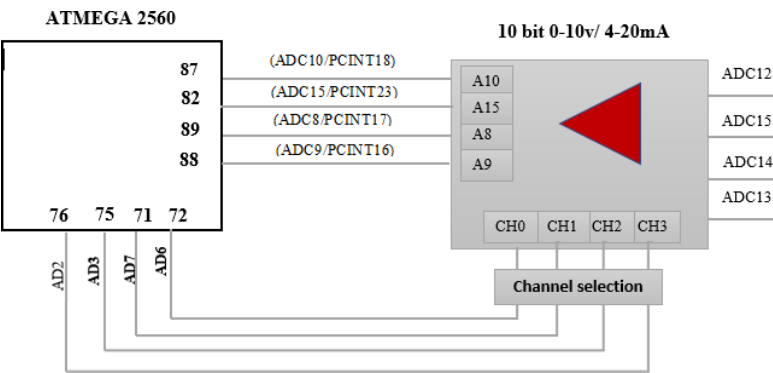 ATMEGA 2560
10 bit 0-10v/ 4-20mA
87
(ADC10/PCINT18)
A10
ADC12
82
(ADC15/PCINT23)
A15
ADC15
89
(ADC8/PCINT17)
A8
88
(ADC9/PCINT16)
A9
ADC14
ADC13
76 75 71 72
CH0 CH1 CH2 CH3
AD2
AD3
AD7
AD6
Channel selection